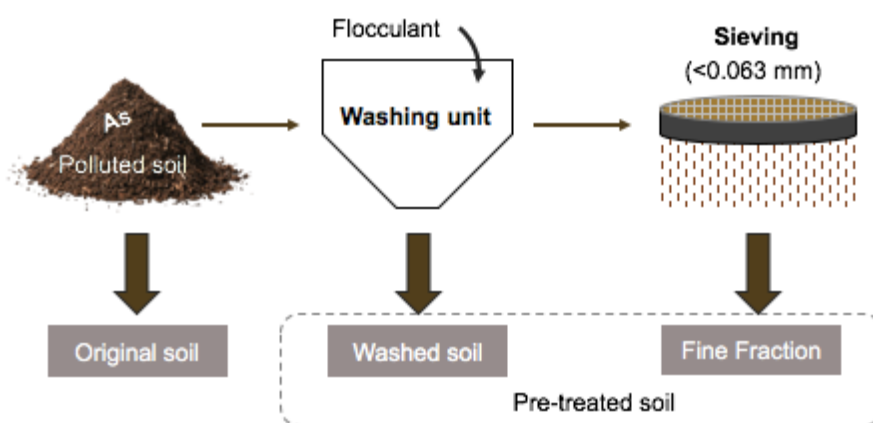 Flocculant
Sieving
(<0.063 mm)
Washing unit
As
Polluted soil
Original soil
Washed soil
Fine Fraction
Pre-treated soil